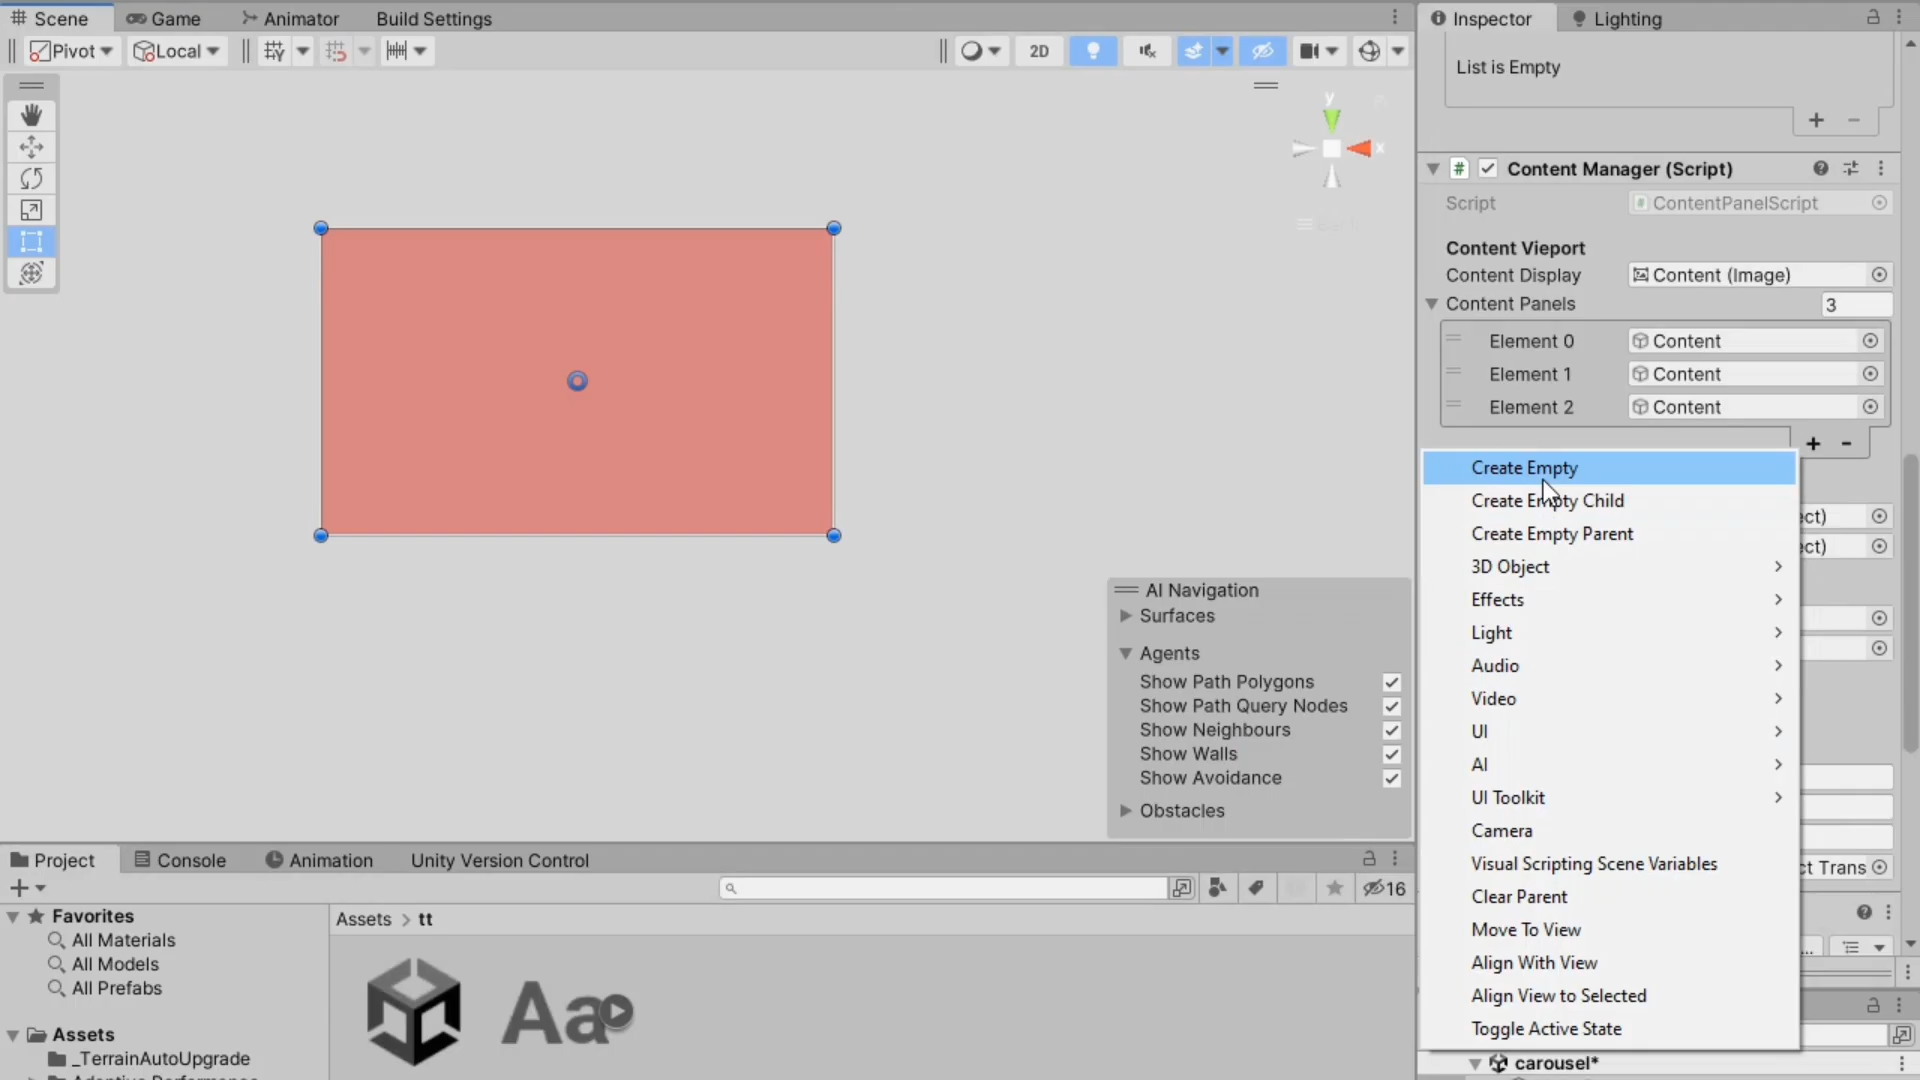 Scene
Game
Animator
Build Settings
Inspector
Lighting
Pivot
Local
2D
List is Empty
y
x
Content Manager (Script)
Script
ContentPanelScript
Content Vieport
Content Display
Content (Image)
Content Panels
3
Element 0
Content
Element 1
Content
Element 2
Content
Create Empty
Create Empty Child
Create Empty Parent
3D Object
Effects
Light
Audio
Video
UI
AI
UI Toolkit
Camera
Visual Scripting Scene Variables
Clear Parent
Move To View
Align With View
Align View to Selected
Toggle Active State
ect)
ect)
ct Trans
AI Navigation
Surfaces
Agents
Show Path Polygons
Show Path Query Nodes
Show Neighbours
Show Walls
Show Avoidance
Obstacles
Project
Console
Animation
Unity Version Control
16
Favorites
All Materials
All Models
All Prefabs
Assets
_TerrainAutoUpgrade
Assets > tt
Aa
carousel*